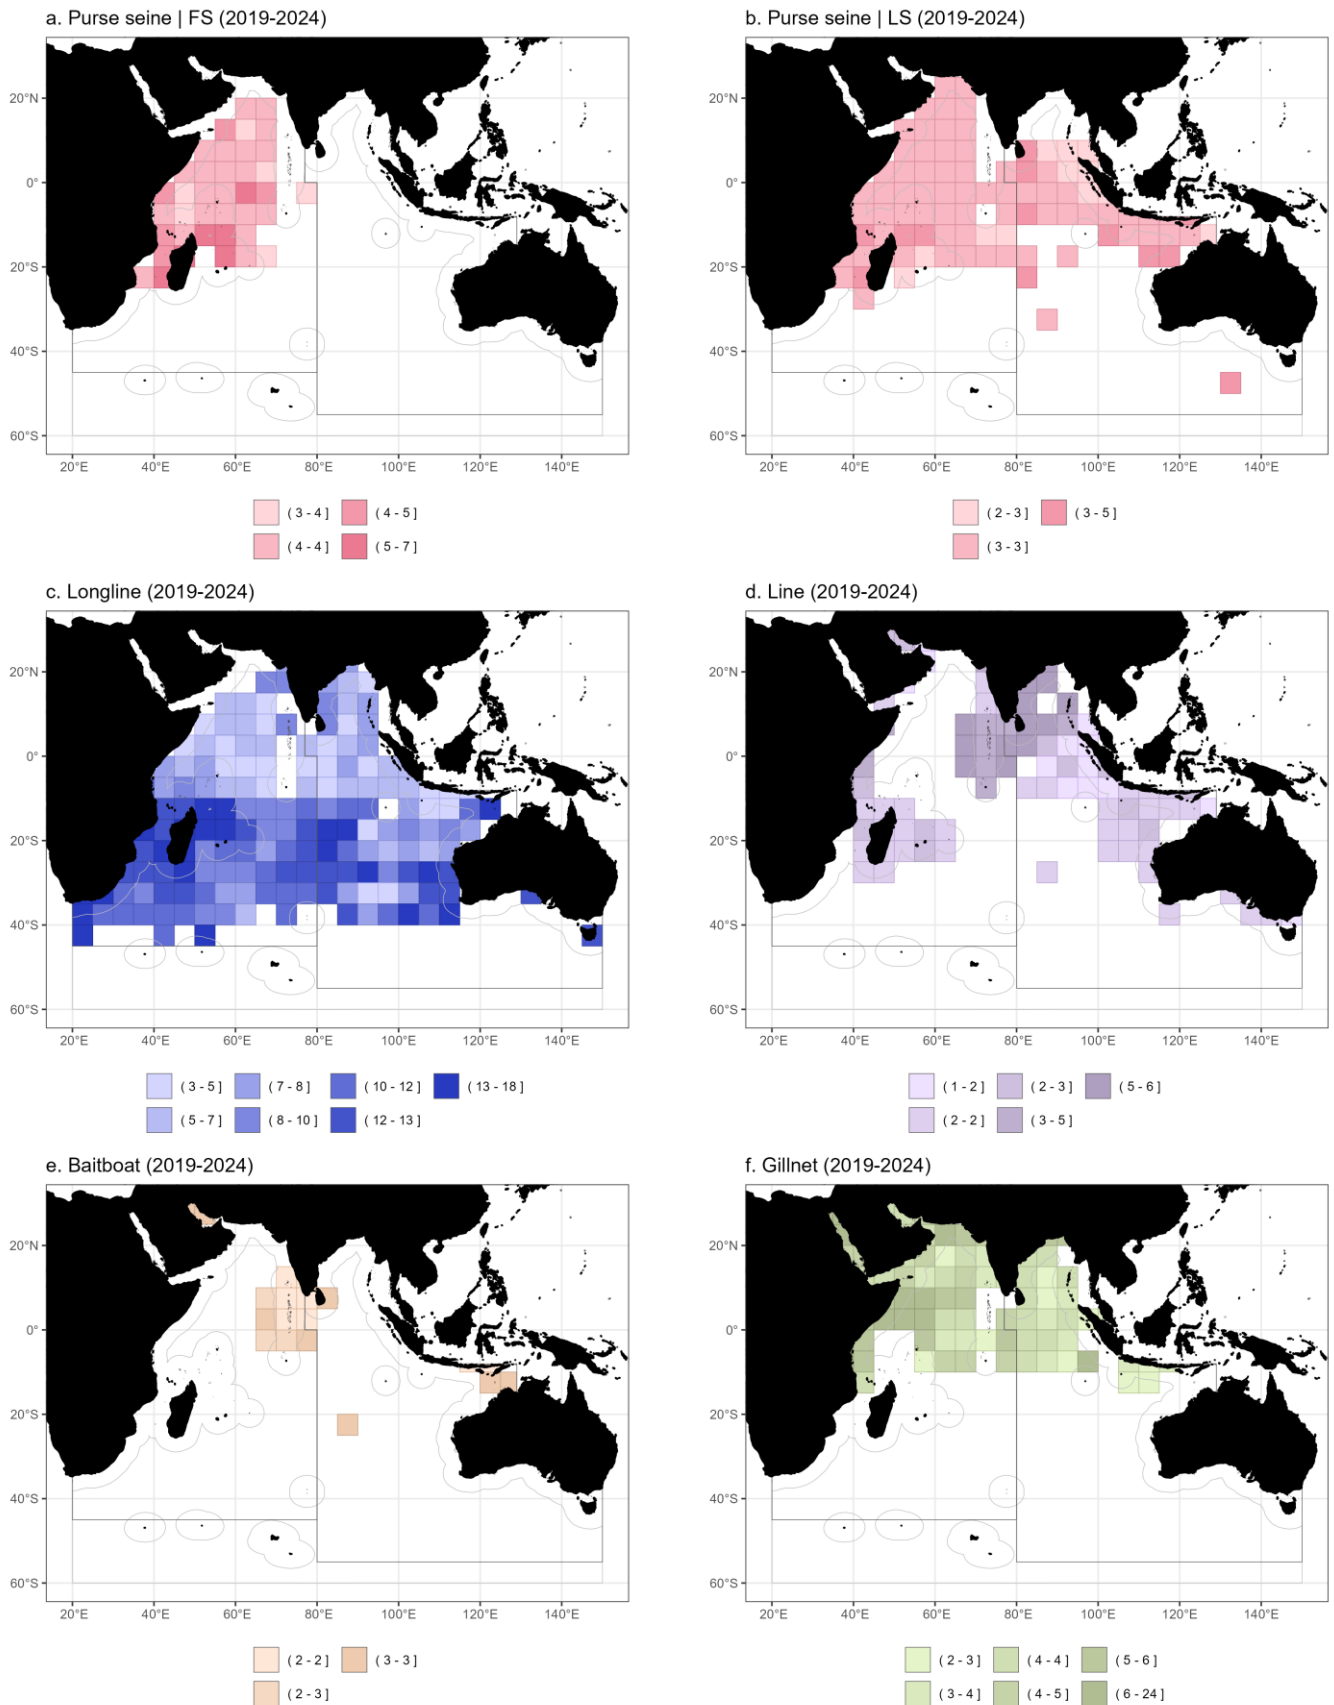 a. Purse seine | FS (2019-2024)
b. Purse seine | LS (2019-2024)
20°N
0°
20°S
40°S
60°S
20°E 40°E 60°E 80°E 100°E 120°E 140°E
20°N
0°
20°S
40°S
60°S
20°E 40°E 60°E 80°E 100°E 120°E 140°E
( 3 - 4 ] ( 4 - 5 ]
( 4 - 4 ] ( 5 - 7 ]
( 2 - 3 ] ( 3 - 5 ]
( 3 - 3 ]
c. Longline (2019-2024)
d. Line (2019-2024)
20°N
0°
20°S
40°S
60°S
20°E 40°E 60°E 80°E 100°E 120°E 140°E
20°N
0°
20°S
40°S
60°S
20°E 40°E 60°E 80°E 100°E 120°E 140°E
( 3 - 5 ] ( 7 - 8 ] ( 10 - 12 ] ( 13 - 18 ]
( 5 - 7 ] ( 8 - 10 ] ( 12 - 13 ]
( 1 - 2 ] ( 2 - 3 ] ( 5 - 6 ]
( 2 - 2 ] ( 3 - 5 ]
e. Baitboat (2019-2024)
f. Gillnet (2019-2024)
20°N
0°
20°S
40°S
60°S
20°E 40°E 60°E 80°E 100°E 120°E 140°E
20°N
0°
20°S
40°S
60°S
20°E 40°E 60°E 80°E 100°E 120°E 140°E
( 2 - 2 ] ( 3 - 3 ]
( 2 - 3 ]
( 2 - 3 ] ( 4 - 4 ] ( 5 - 6 ]
( 3 - 4 ] ( 4 - 5 ] ( 6 - 24 ]